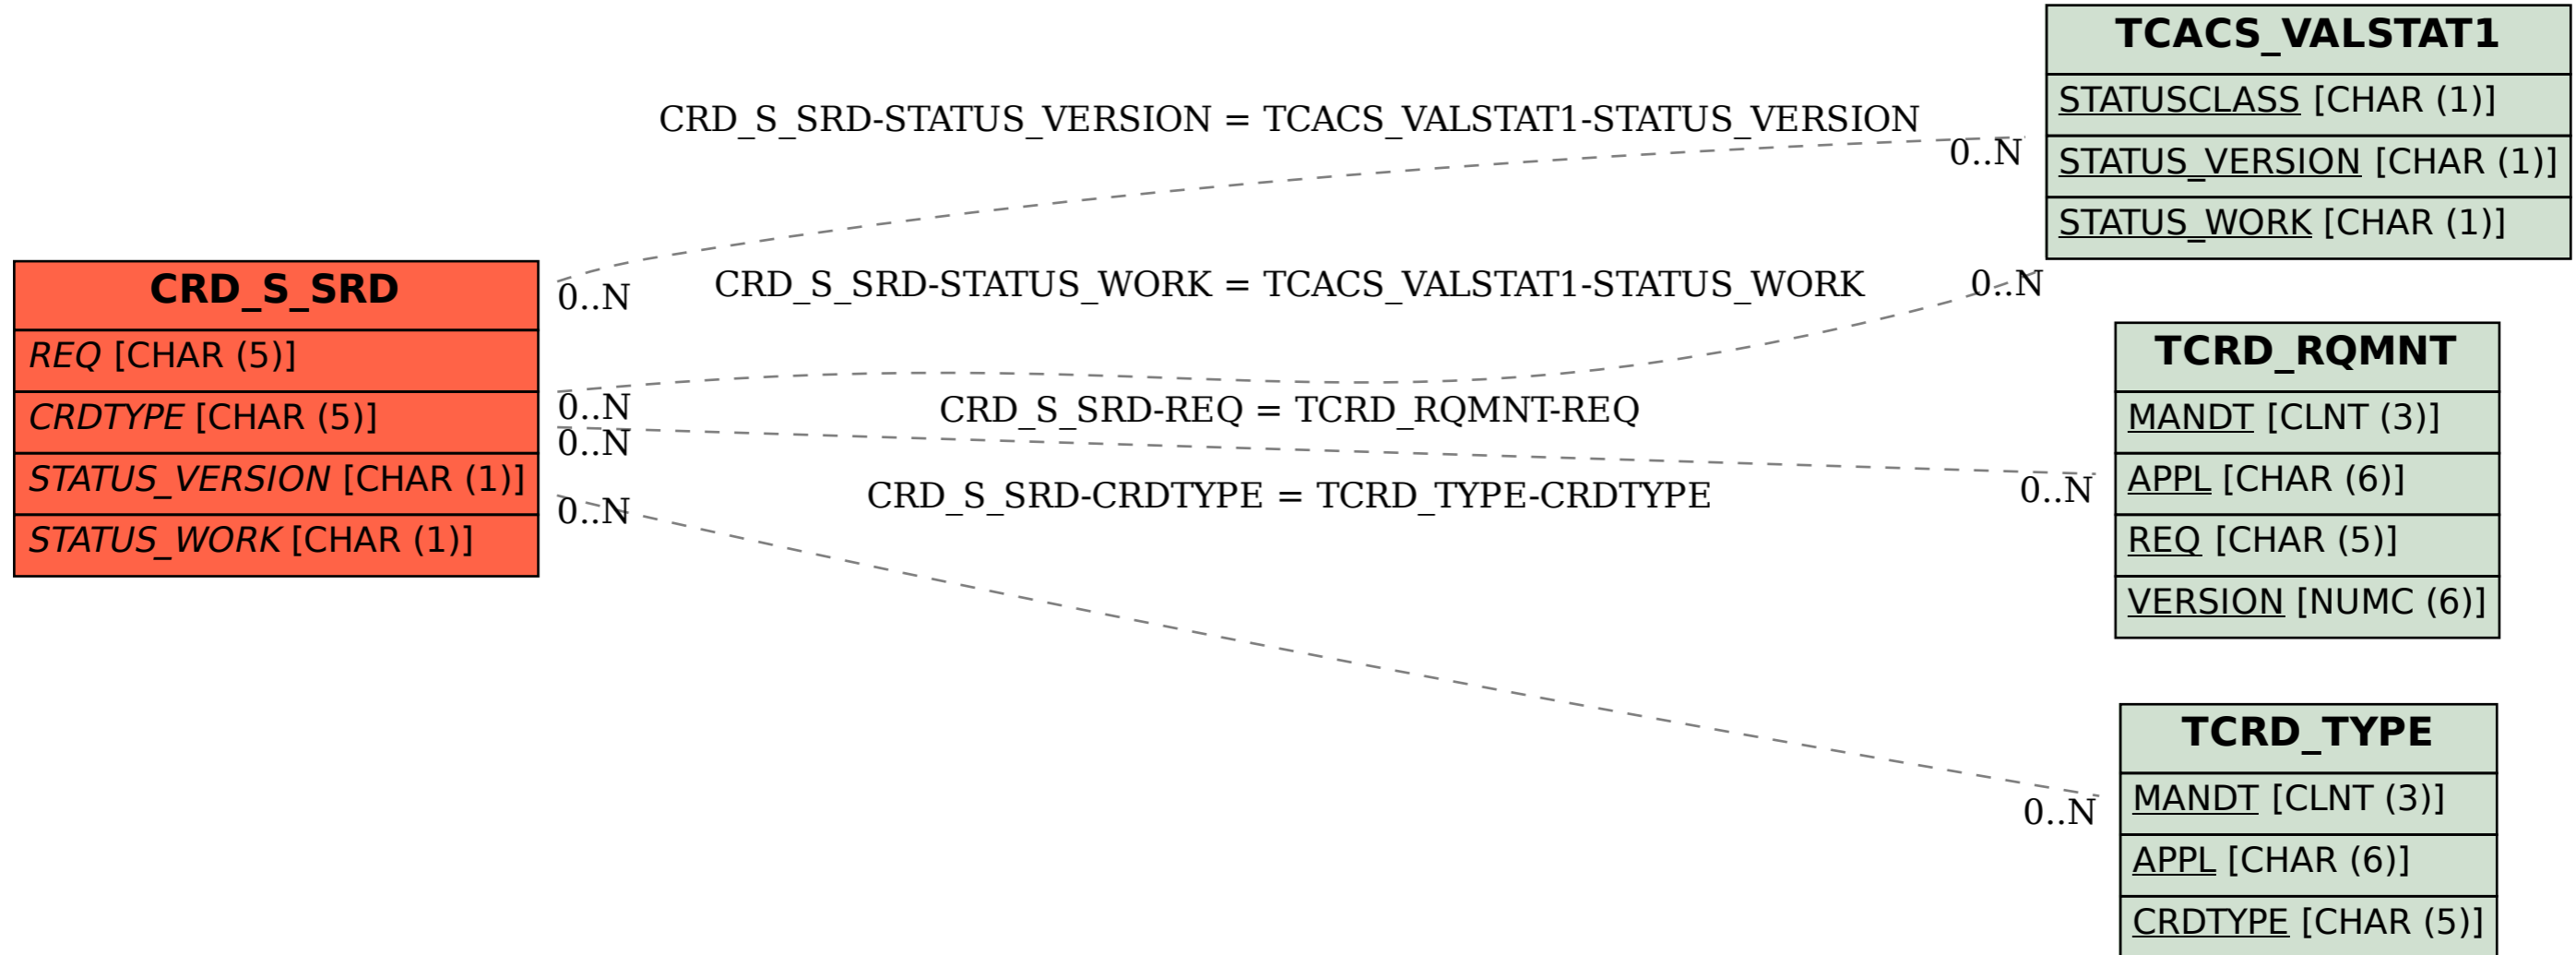 CRD_S_SRD
REQ [CHAR (5)]
CRDTYPE [CHAR (5)]
STATUS_VERSION [CHAR (1)]
STATUS_WORK [CHAR (1)]
CRD_S_SRD-STATUS_VERSION = TCACS_VALSTAT1-STATUS_VERSION
0..N
0..N
CRD_S_SRD-STATUS_WORK = TCACS_VALSTAT1-STATUS_WORK
0..N
0..N
CRD_S_SRD-REQ = TCRD_RQMNT-REQ
0..N
0..N
CRD_S_SRD-CRDTYPE = TCRD_TYPE-CRDTYPE
0..N
0..N
TCACS_VALSTAT1
STATUSCLASS [CHAR (1)]
STATUS_VERSION [CHAR (1)]
STATUS_WORK [CHAR (1)]
TCRD_RQMNT
MANDT [CLNT (3)]
APPL [CHAR (6)]
REQ [CHAR (5)]
VERSION [NUMC (6)]
TCRD_TYPE
MANDT [CLNT (3)]
APPL [CHAR (6)]
CRDTYPE [CHAR (5)]